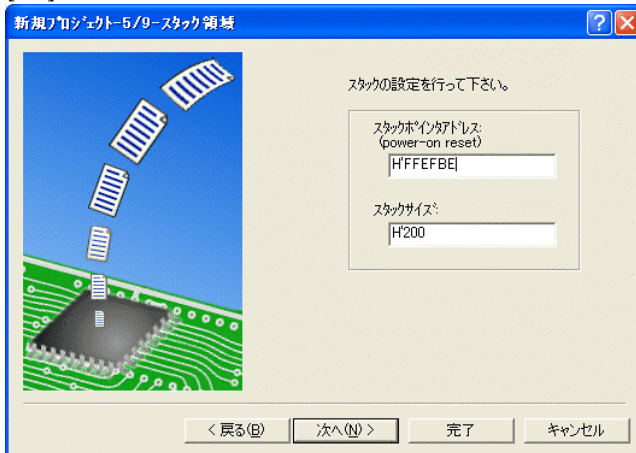 新規ﾌﾟﾛｼﾞｪｸﾄ-5/9-ｽﾀｯｸ領域
ｽﾀｯｸの設定を行って下さい。
ｽﾀｯｸﾎﾟｲﾝﾀｱﾄﾞﾚｽ:
(power-on reset)
H'FFEFBE
ｽﾀｯｸｻｲｽﾞ:
H'200
< 戻る(B)
次へ(N) >
完了
キャンセル